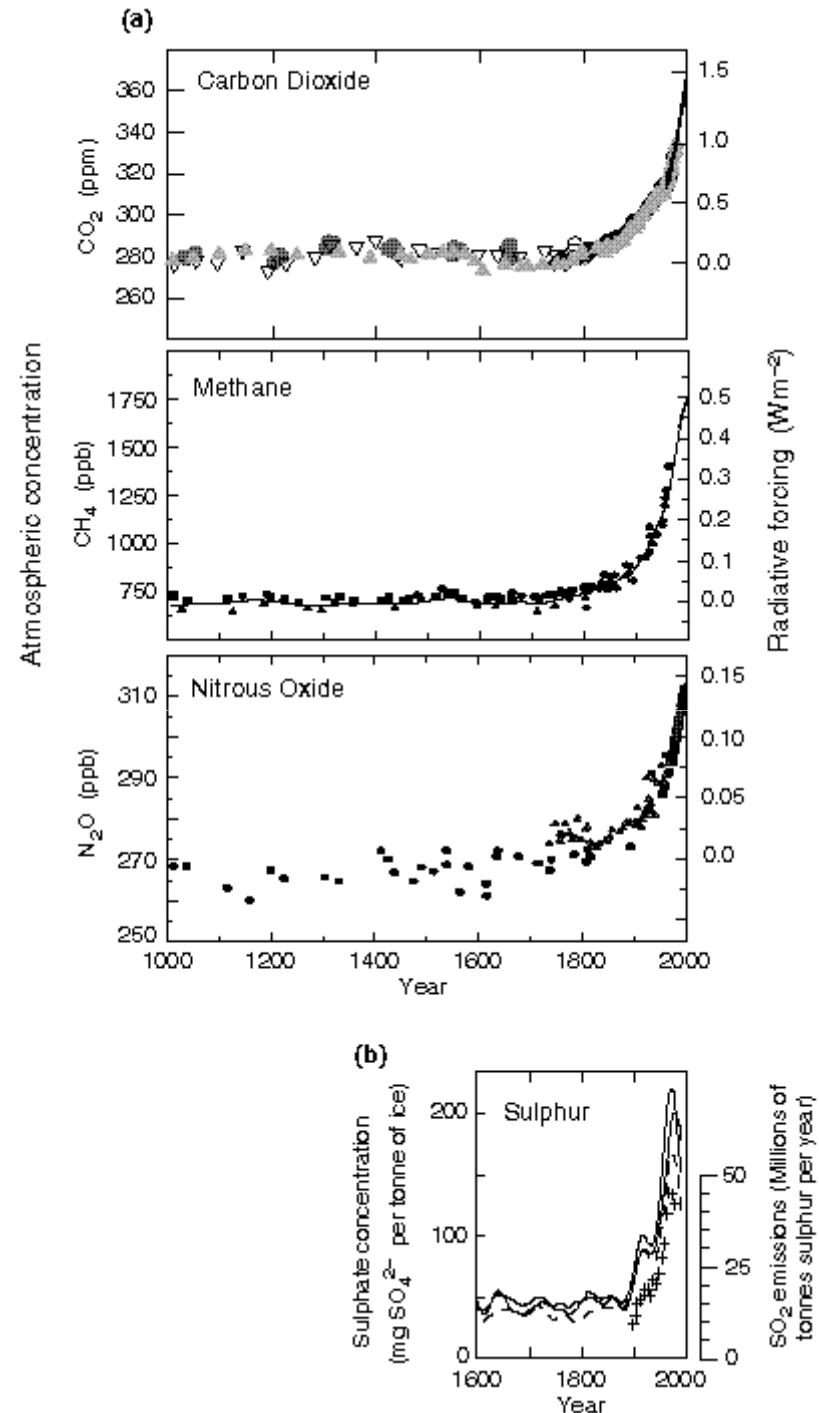 (a)
Carbon Dioxide
360
340
320
300
280
260
CO₂ (ppm)
1.5
1.0
0.5
0.0
Methane
1750
1500
1250
1000
750
CH₄ (ppb)
0.5
0.4
0.3
0.2
0.1
0.0
Atmospheric concentration
Radiative forcing (Wm⁻²)
Nitrous Oxide
310
290
270
250
N₂O (ppb)
0.15
0.10
0.05
0.0
1000 1200 1400 1600 1800 2000
Year
(b)
Sulphur
200
100
0
Sulphate concentration
(mg SO₄²⁻ per tonne of ice)
50
25
0
SO₂ emissions (Millions of
tonnes sulphur per year)
1600 1800 2000
Year